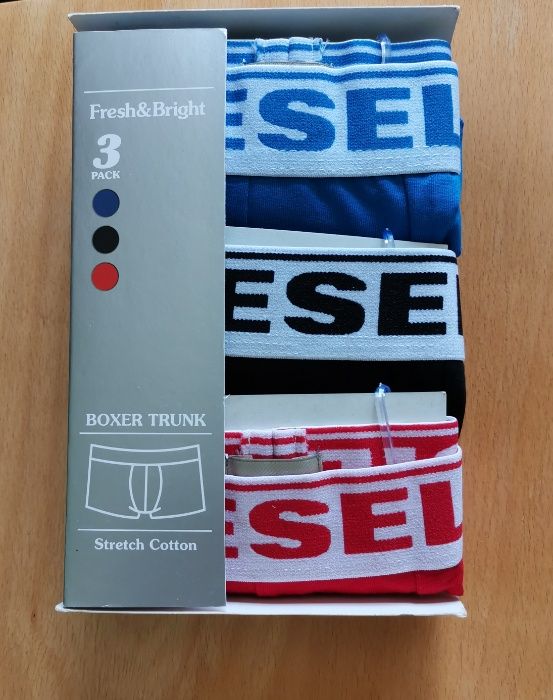 Fresh&Bright
3
PACK
BOXER TRUNK
Stretch Cotton
ESEL
ESEL
ESEL